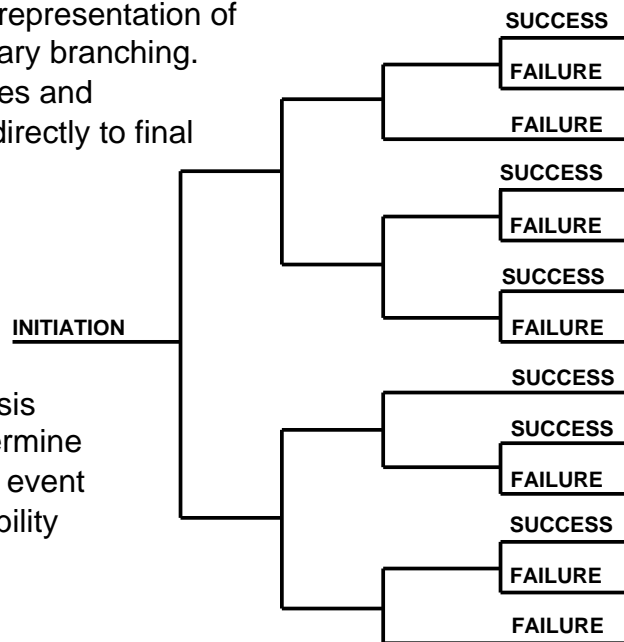 representation of
ary branching.
es and
directly to final
SUCCESS
FAILURE
FAILURE
SUCCESS
FAILURE
SUCCESS
FAILURE
INITIATION
SUCCESS
sis
ermine
event
bility
SUCCESS
FAILURE
SUCCESS
FAILURE
FAILURE